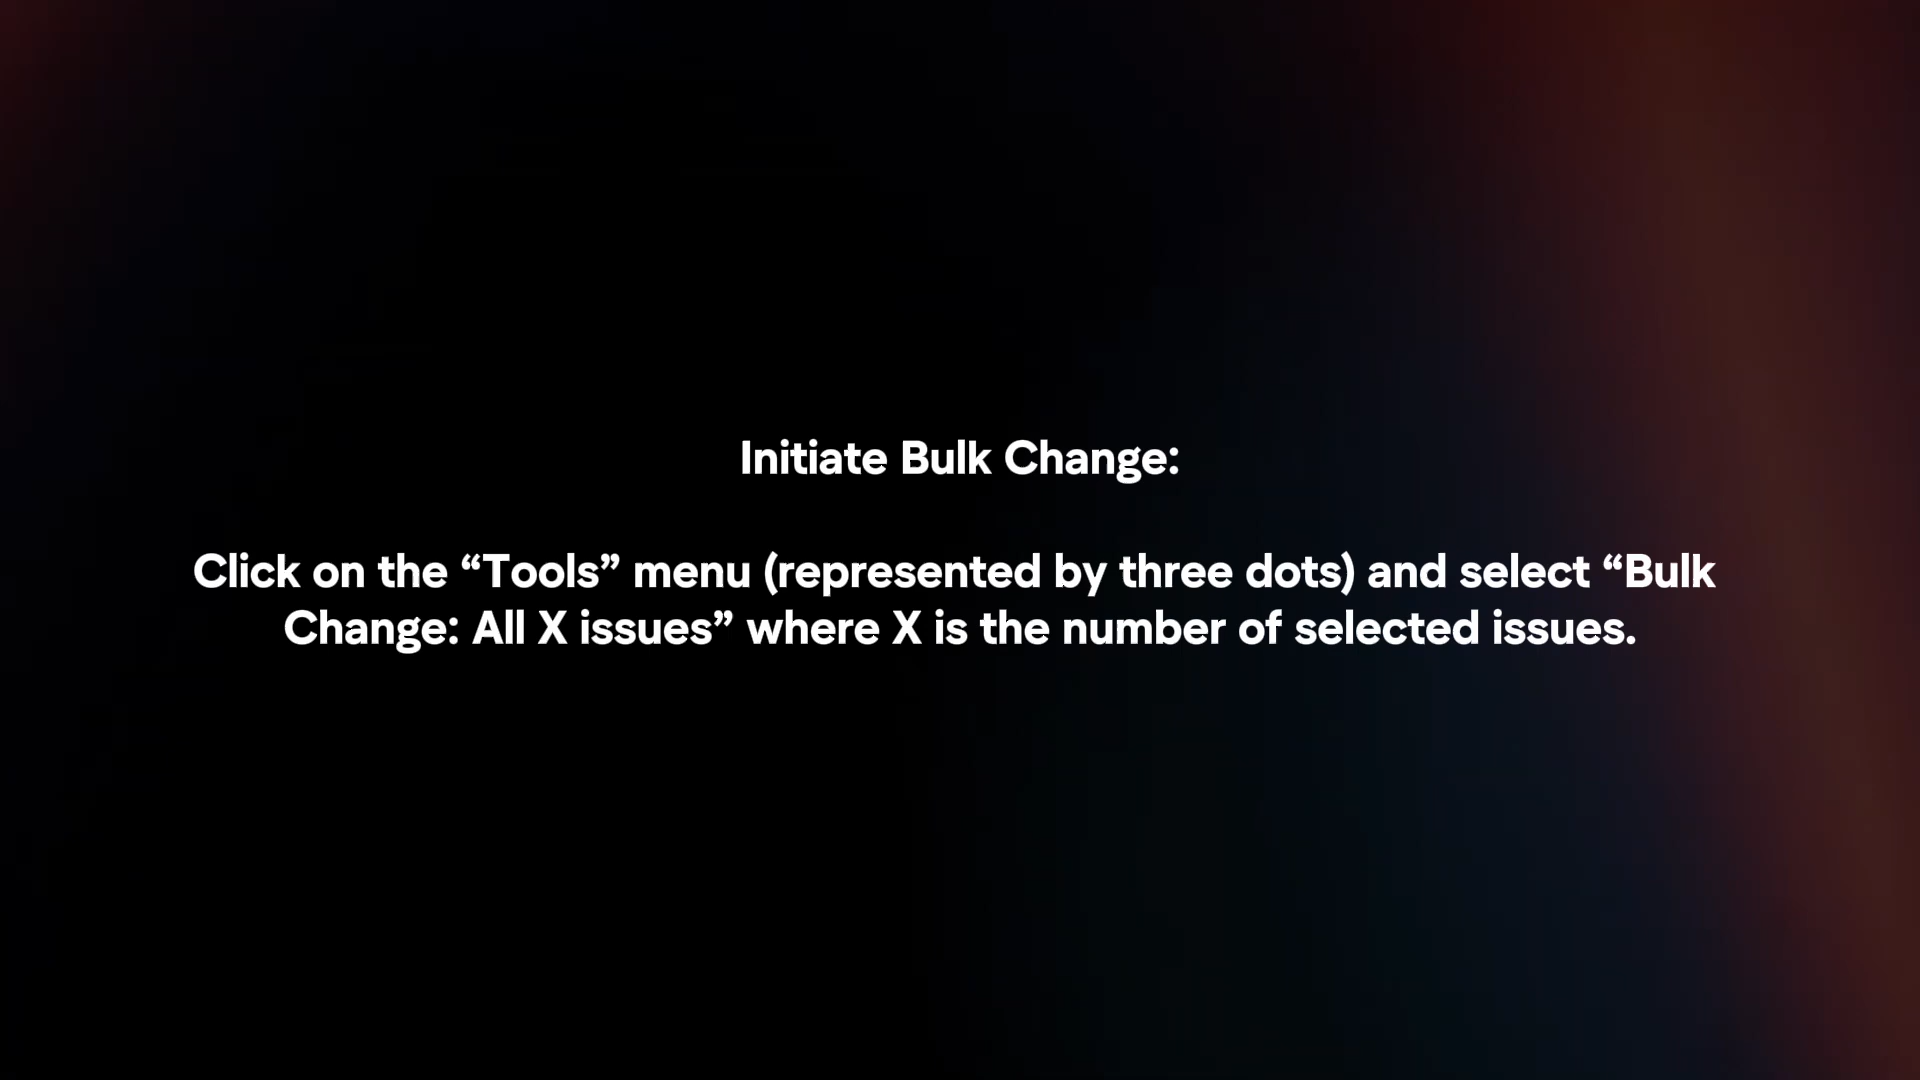 Initiate Bulk Change:
Click on the “Tools” menu (represented by three dots) and select “Bulk
Change: All X issues” where X is the number of selected issues.